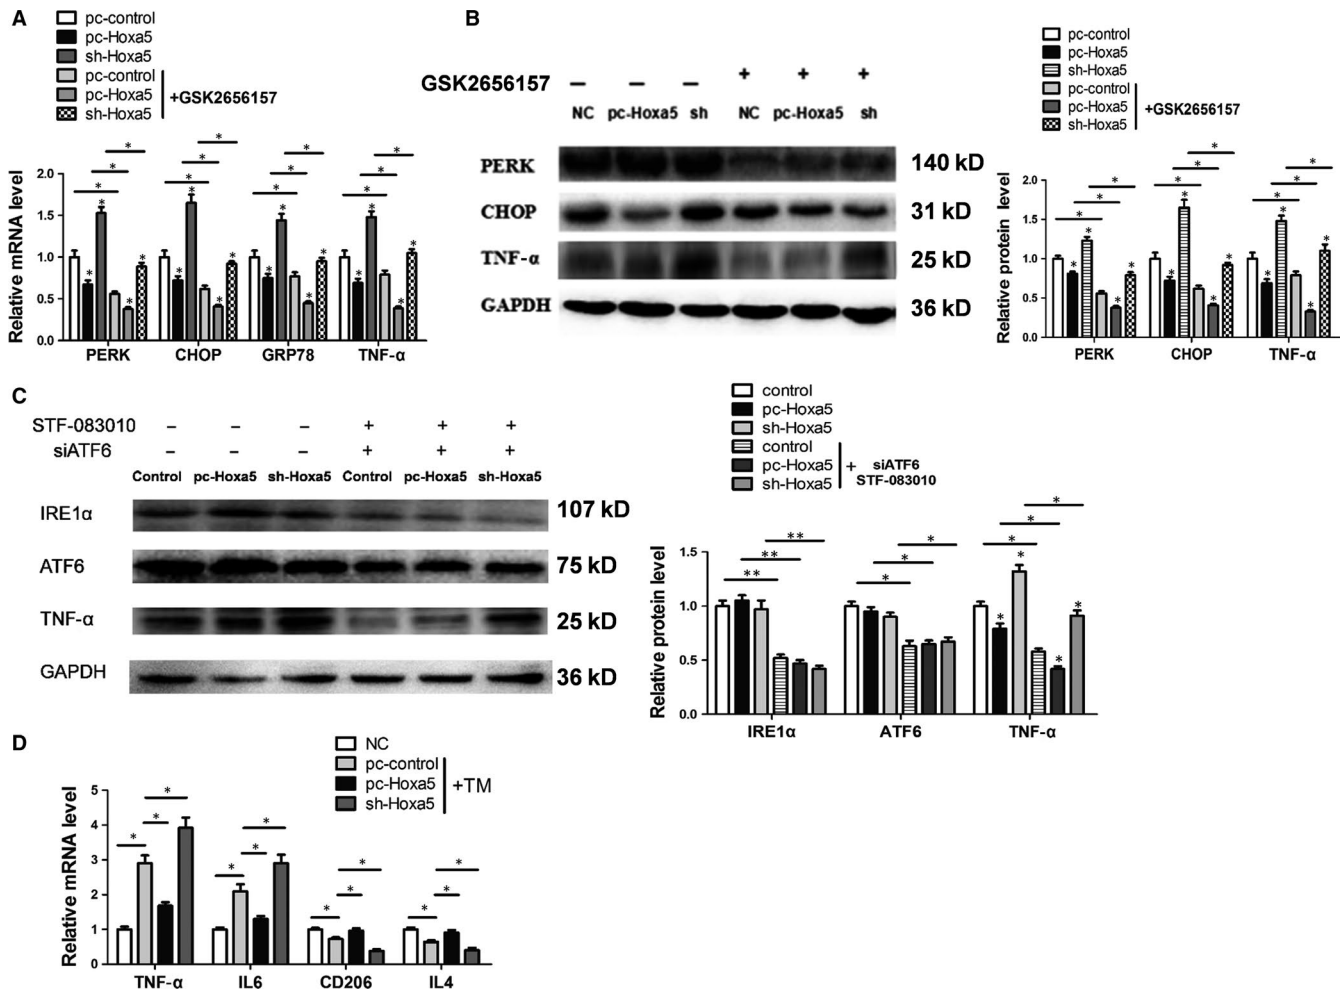 A
pc-control
pc-Hoxa5
sh-Hoxa5
pc-control
pc-Hoxa5
sh-Hoxa5
+GSK2656157
Relative mRNA level
2.0
1.5
1.0
0.5
0.0
* * * * * * * * * * * *
* * * * *
* * * * *
* * * * *
* * * * *
PERK CHOP GRP78 TNF-α
B
GSK2656157 − − − + + +
NC pc-Hoxa5 sh NC pc-Hoxa5 sh
PERK 140 kD
CHOP 31 kD
TNF-α 25 kD
GAPDH 36 kD
pc-control
pc-Hoxa5
sh-Hoxa5
pc-control
pc-Hoxa5
sh-Hoxa5
+GSK2656157
Relative protein level
2.0
1.5
1.0
0.5
0.0
* * * * * * * * *
* * * *
* * * *
* * * *
PERK CHOP TNF-α
C
STF-083010 − − − + + +
siATF6 − − − + + +
Control pc-Hoxa5 sh-Hoxa5 Control pc-Hoxa5 sh-Hoxa5
IRE1α 107 kD
ATF6 75 kD
TNF-α 25 kD
GAPDH 36 kD
control
pc-Hoxa5
sh-Hoxa5
control
pc-Hoxa5
sh-Hoxa5
+ siATF6
STF-083010
Relative protein level
1.5
1.0
0.5
0.0
** ** **
* * *
* * *
* * * *
IRE1α ATF6 TNF-α
D
NC
pc-control
pc-Hoxa5
sh-Hoxa5
+TM
Relative mRNA level
5
4
3
2
1
0
* * *
* * *
* * *
* * *
TNF-α IL6 CD206 IL4